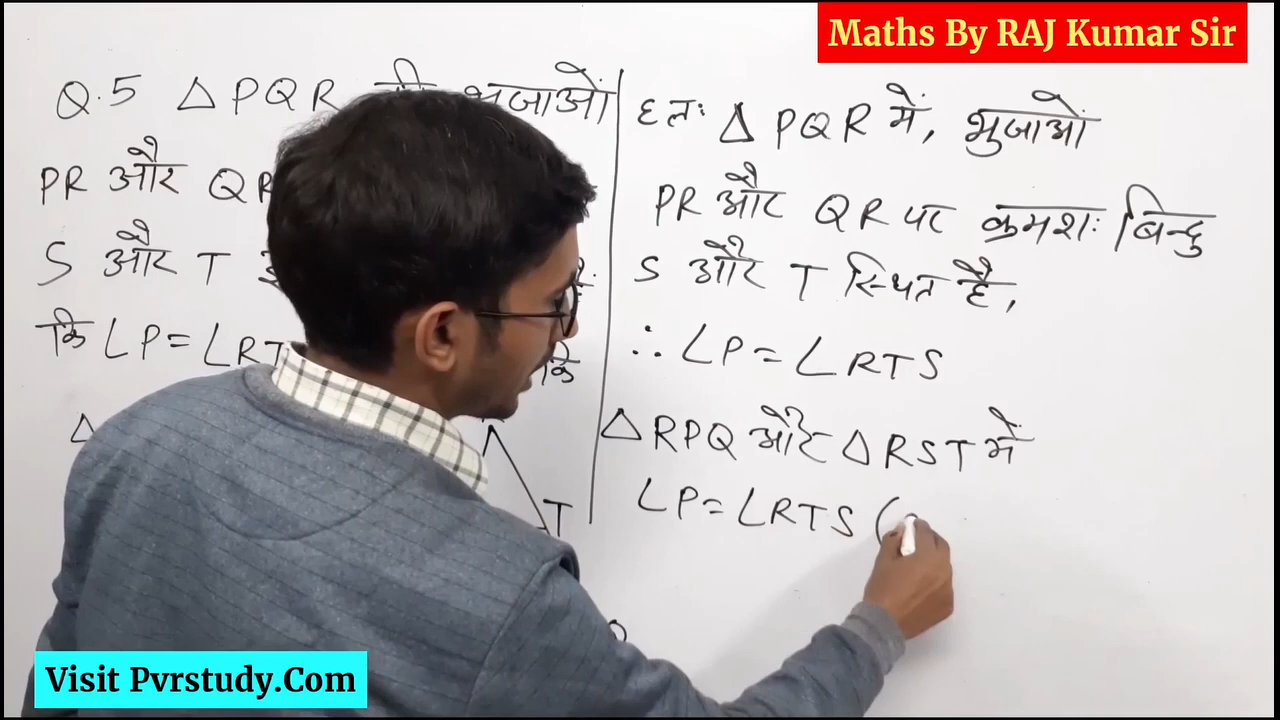 Maths By RAJ Kumar Sir
Q.5 △PQR की भुजाओं
PR और QR
S और T
कि ∠P=∠RT कि
△
T
हलः △PQR में, भुजाओं
PR और QR पर क्रमशः बिन्दु
S और T स्थित है,
∴ ∠P=∠RTS
△RPQ और △RST में
∠P=∠RTS (
Visit Pvrstudy.Com